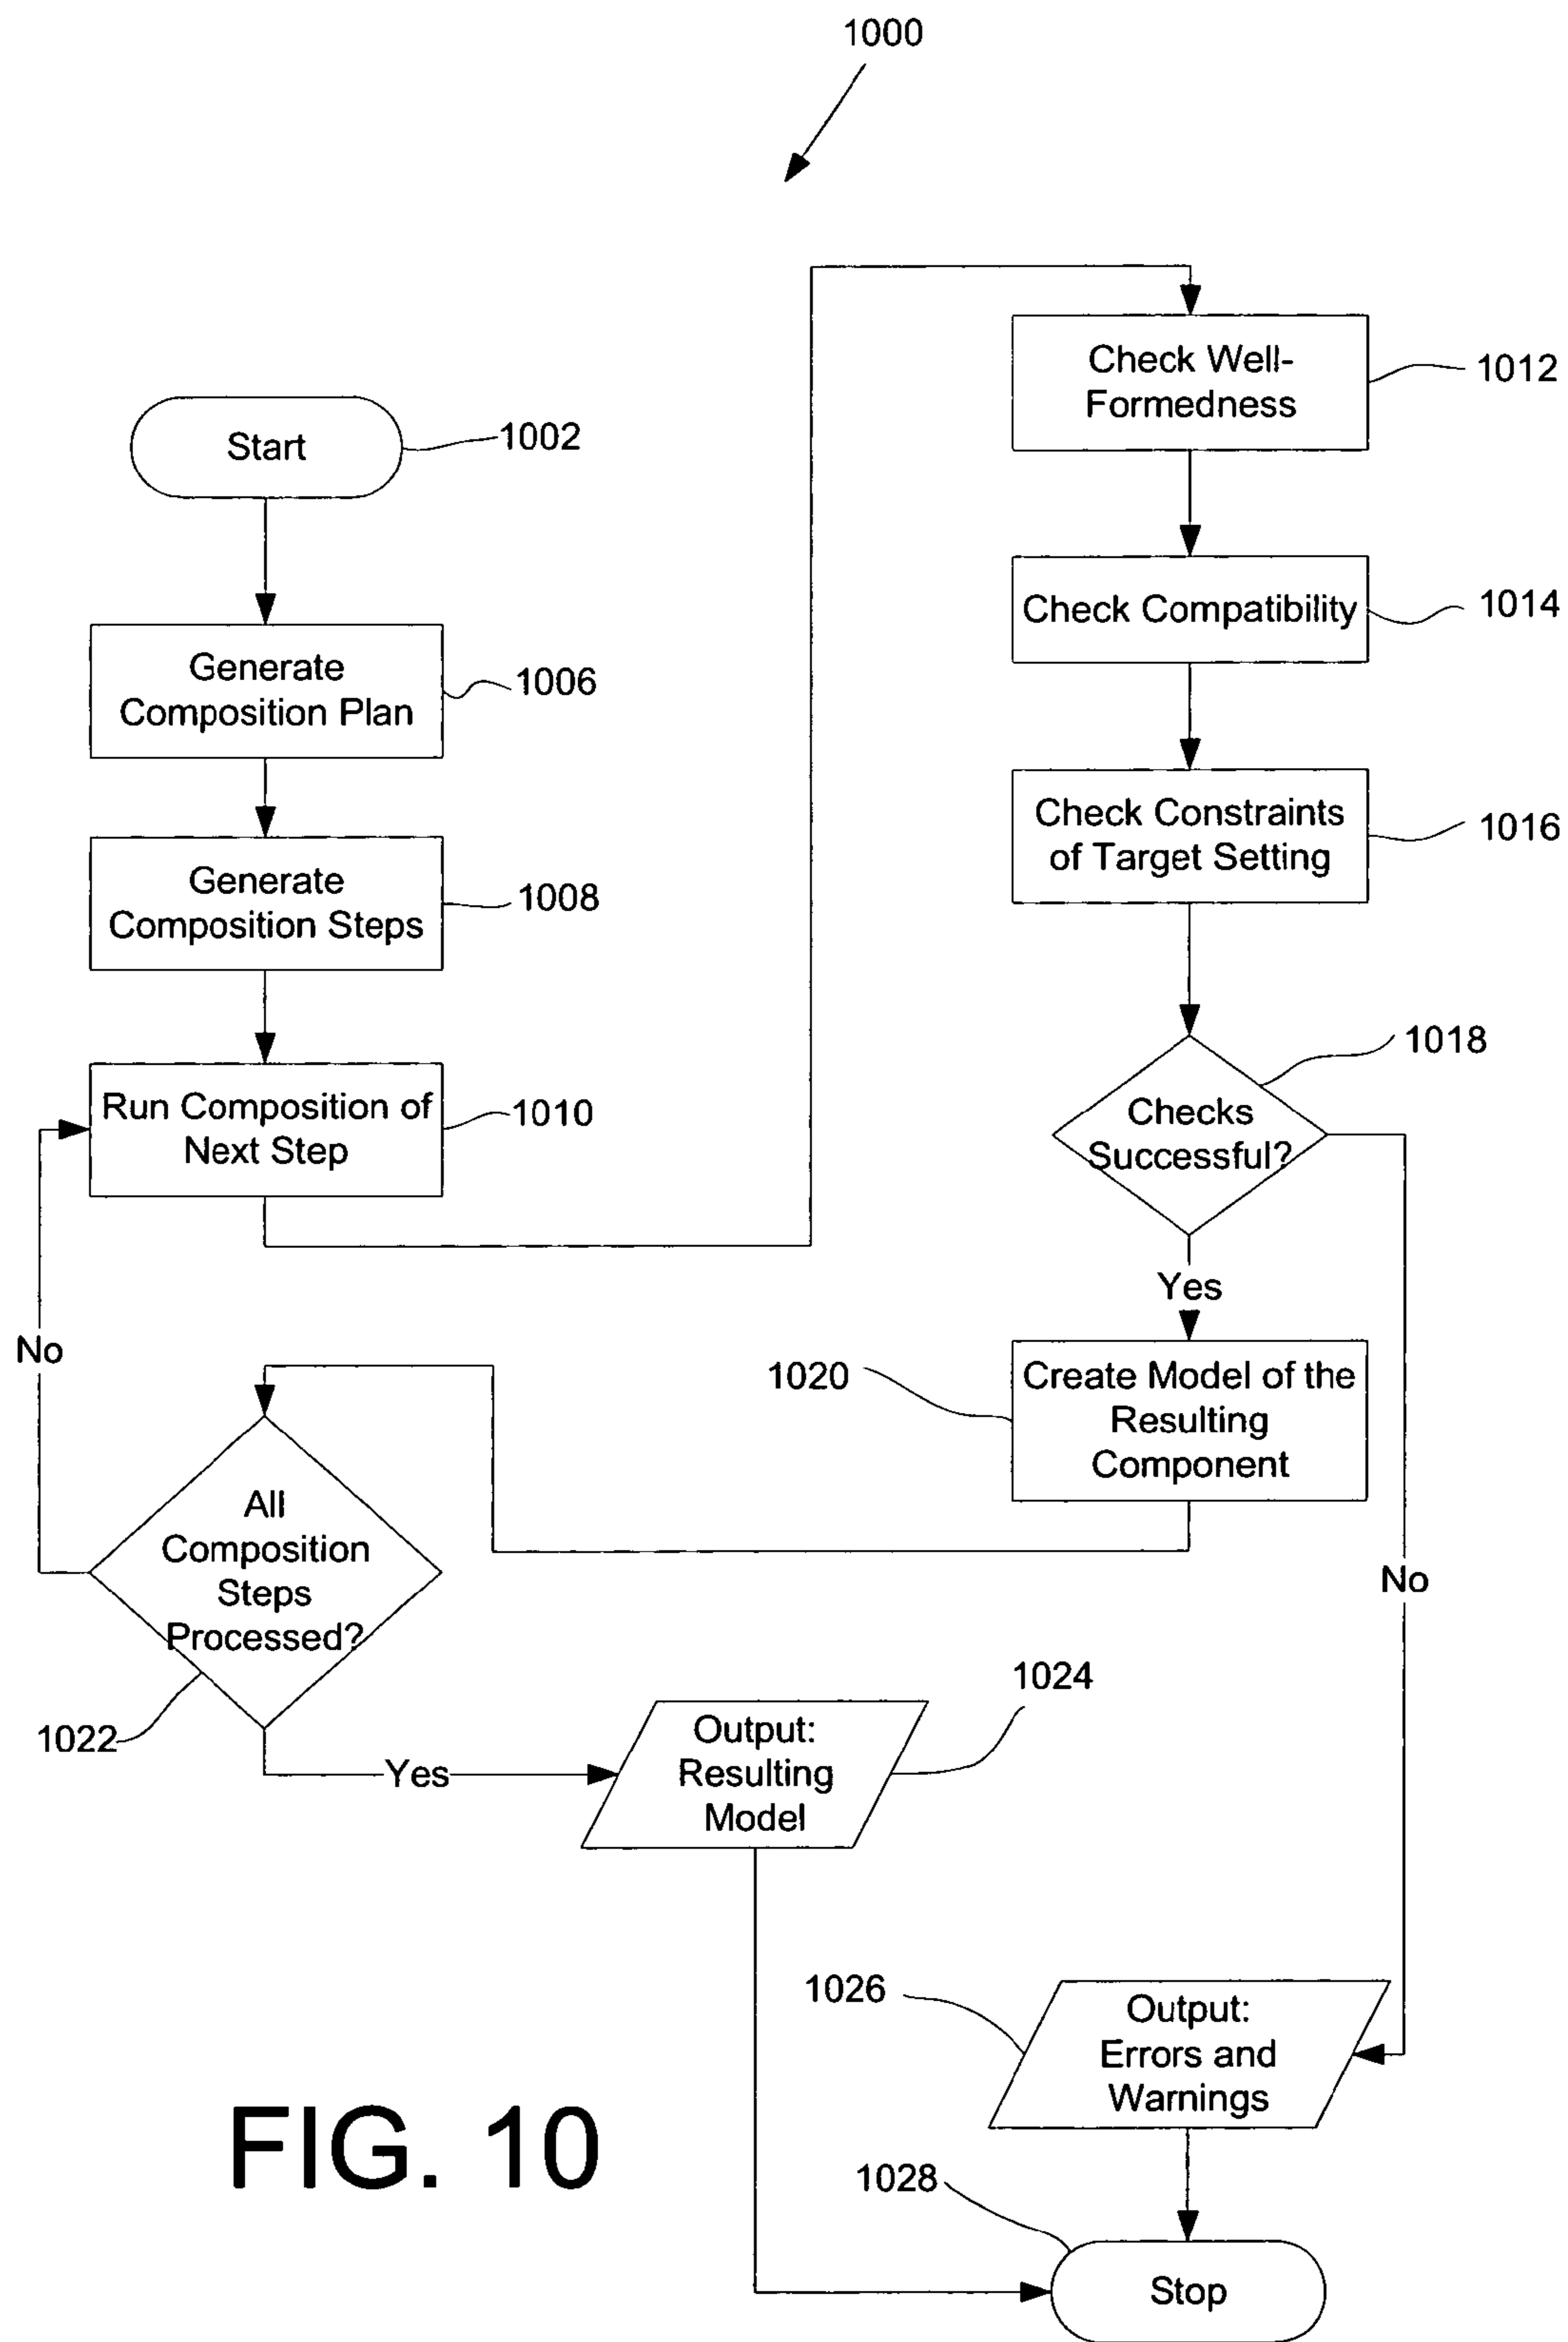 1000
Start
1002
Generate
Composition Plan
1006
Generate
Composition Steps
1008
Run Composition of
Next Step
1010
Check Well-
Formedness
1012
Check Compatibility
1014
Check Constraints
of Target Setting
1016
Checks
Successful?
1018
Yes
No
Create Model of the
Resulting
Component
1020
All
Composition
Steps
Processed?
1022
No
Yes
Output:
Resulting
Model
1024
Output:
Errors and
Warnings
1026
Stop
1028
FIG. 10